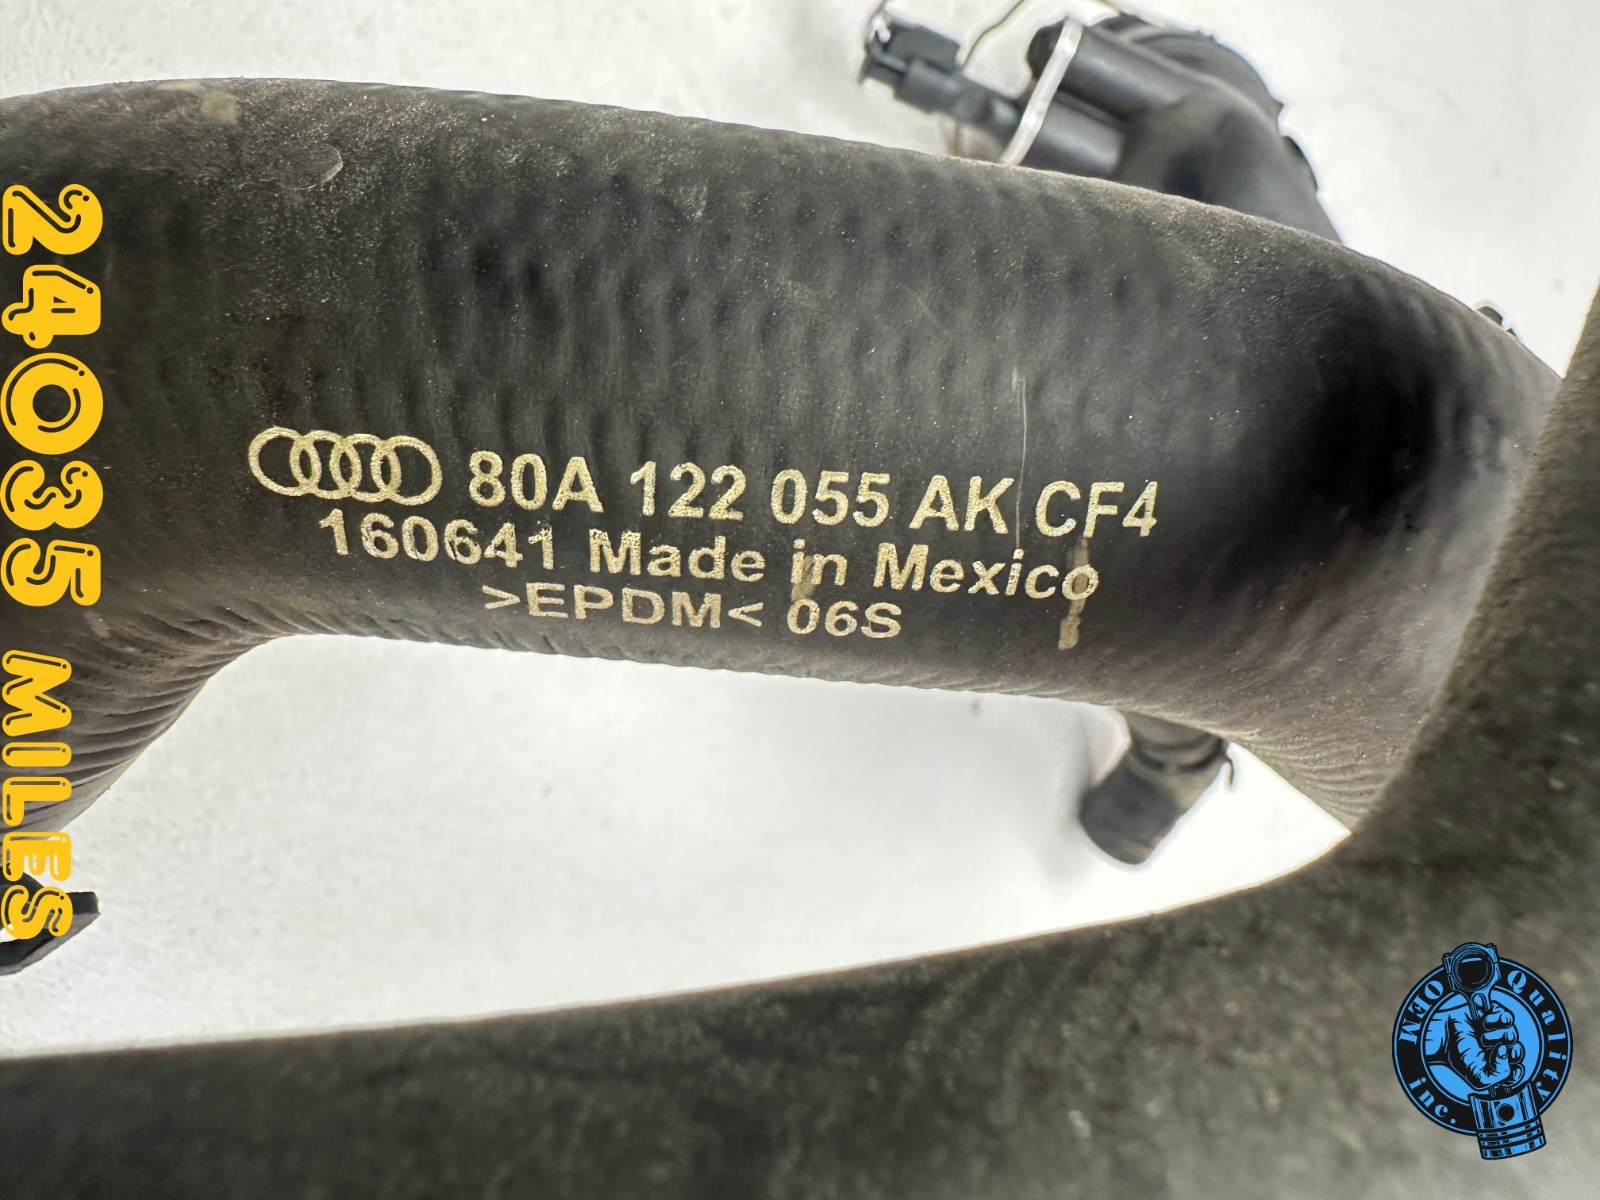 24035 MILES
80A 122 055 AK CF4
160641 Made in Mexico
>EPDM< 06S
OEM Quality
inc.